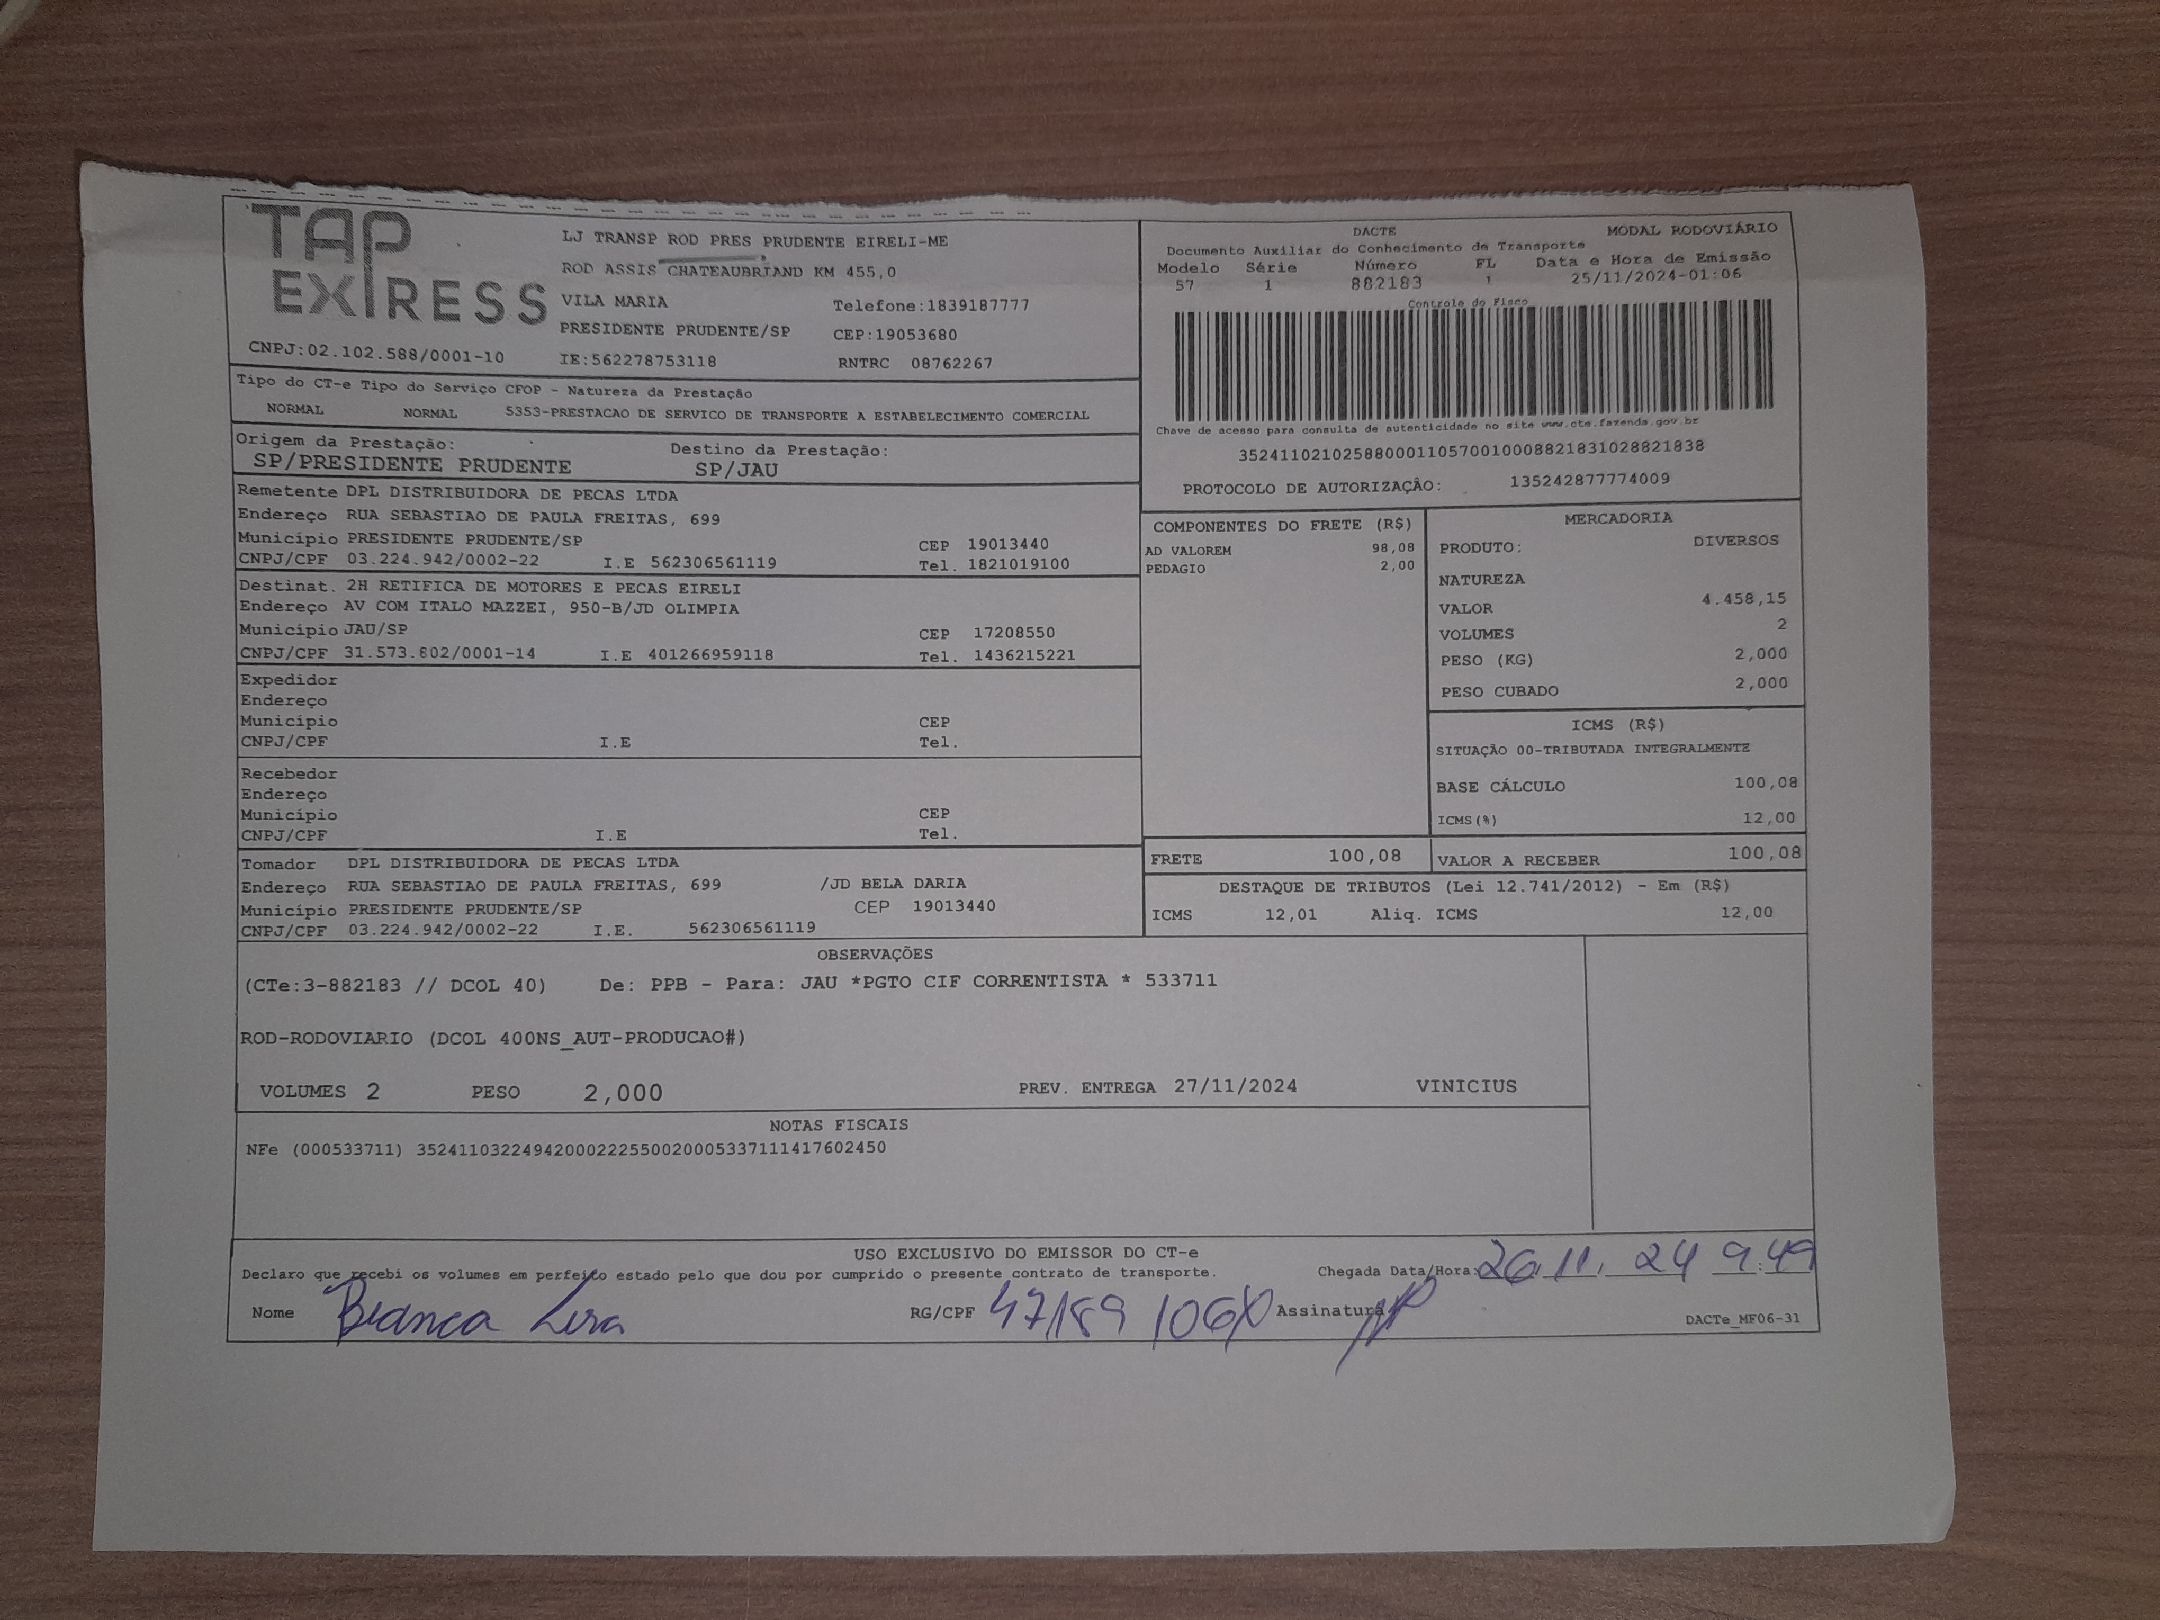 TAP
EXPRESS
CNPJ:02.102.588/0001-10
LJ TRANSP ROD PRES PRUDENTE EIRELI-ME
ROD ASSIS CHATEAUBRIAND KM 455,0
VILA MARIA Telefone:1839187777
PRESIDENTE PRUDENTE/SP CEP:19053680
IE:562278753118 RNTRC 08762267
DACTE MODAL RODOVIÁRIO
Documento Auxiliar do Conhecimento de Transporte
Modelo Série Número FL Data e Hora de Emissão
57 1 882183 1 25/11/2024-01:06
Controle do Fisco
Chave de acesso para consulta de autenticidade no site www.cte.fazenda.gov.br
35241102102588000110570010008821831028821838
PROTOCOLO DE AUTORIZAÇÃO: 135242877774009
Tipo do CT-e Tipo do Serviço CFOP - Natureza da Prestação
NORMAL NORMAL 5353-PRESTACAO DE SERVICO DE TRANSPORTE A ESTABELECIMENTO COMERCIAL
Origem da Prestação: Destino da Prestação:
SP/PRESIDENTE PRUDENTE SP/JAU
Remetente DPL DISTRIBUIDORA DE PECAS LTDA
Endereço RUA SEBASTIAO DE PAULA FREITAS, 699
Município PRESIDENTE PRUDENTE/SP CEP 19013440
CNPJ/CPF 03.224.942/0002-22 I.E 562306561119 Tel. 1821019100
Destinat. 2H RETIFICA DE MOTORES E PECAS EIRELI
Endereço AV COM ITALO MAZZEI, 950-B/JD OLIMPIA
Município JAU/SP CEP 17208550
CNPJ/CPF 31.573.802/0001-14 I.E 401266959118 Tel. 1436215221
Expedidor
Endereço
Município CEP
CNPJ/CPF I.E Tel.
Recebedor
Endereço
Município CEP
CNPJ/CPF I.E Tel.
Tomador DPL DISTRIBUIDORA DE PECAS LTDA
Endereço RUA SEBASTIAO DE PAULA FREITAS, 699 /JD BELA DARIA
Município PRESIDENTE PRUDENTE/SP CEP 19013440
CNPJ/CPF 03.224.942/0002-22 I.E. 562306561119
COMPONENTES DO FRETE (R$)
AD VALOREM 98,08
PEDAGIO 2,00
MERCADORIA
PRODUTO: DIVERSOS
NATUREZA
VALOR 4.458,15
VOLUMES 2
PESO (KG) 2,000
PESO CUBADO 2,000
ICMS (R$)
SITUAÇÃO 00-TRIBUTADA INTEGRALMENTE
BASE CÁLCULO 100,08
ICMS(%) 12,00
FRETE 100,08 VALOR A RECEBER 100,08
DESTAQUE DE TRIBUTOS (Lei 12.741/2012) - Em (R$)
ICMS 12,01 Aliq. ICMS 12,00
OBSERVAÇÕES
(CTe:3-882183 // DCOL 40) De: PPB - Para: JAU *PGTO CIF CORRENTISTA * 533711
ROD-RODOVIARIO (DCOL 400NS_AUT-PRODUCAO#)
VOLUMES 2 PESO 2,000 PREV. ENTREGA 27/11/2024 VINICIUS
NOTAS FISCAIS
NFe (000533711) 35241103224942000222550020005337111417602450
USO EXCLUSIVO DO EMISSOR DO CT-e
Declaro que recebi os volumes em perfeito estado pelo que dou por cumprido o presente contrato de transporte. Chegada Data/Hora: 26.11.24 9:49
Nome Bianca Lira RG/CPF Assinatura
DACTe_MF06-31